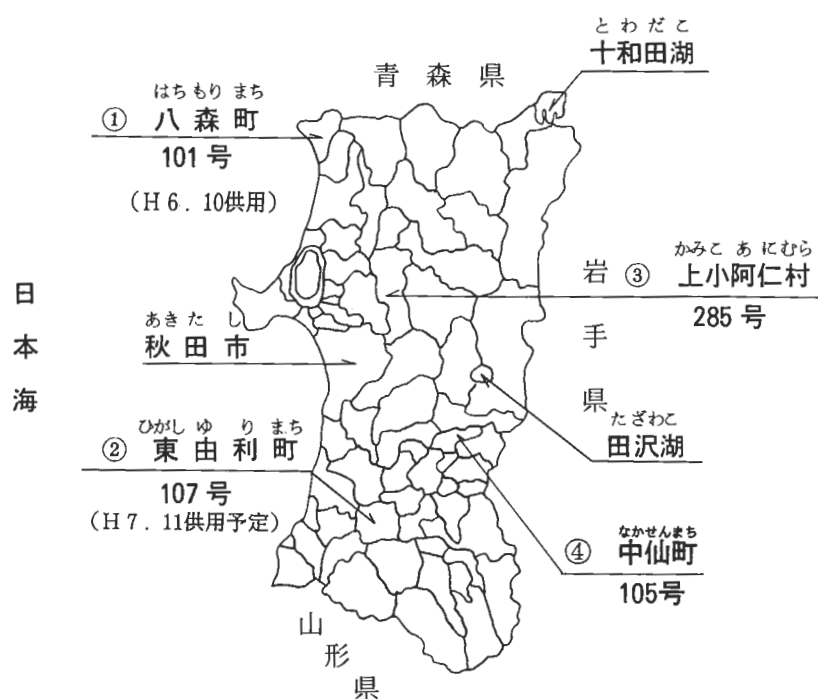 とわだこ
十和田湖
青森県
はちもりまち
① 八森町
101号
(H6.10供用)
かみこあにむら
③ 上小阿仁村
285号
岩手県
日本海
あきたし
秋田市
たざわこ
田沢湖
ひがしゆりまち
② 東由利町
107号
(H7.11供用予定)
なかせんまち
④ 中仙町
105号
山形県